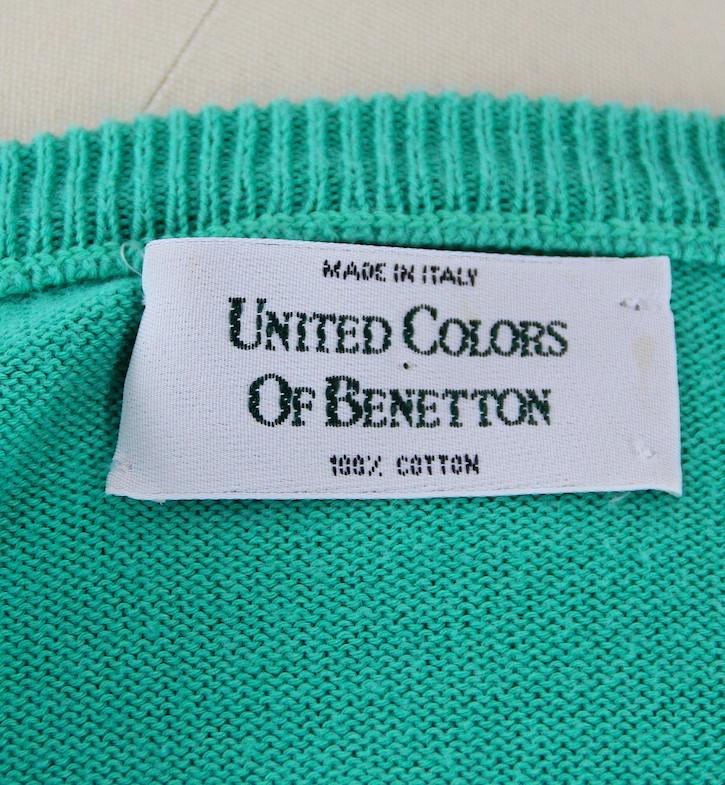 MADE IN ITALY
UNITED COLORS
OF BENETTON
100% COTTON